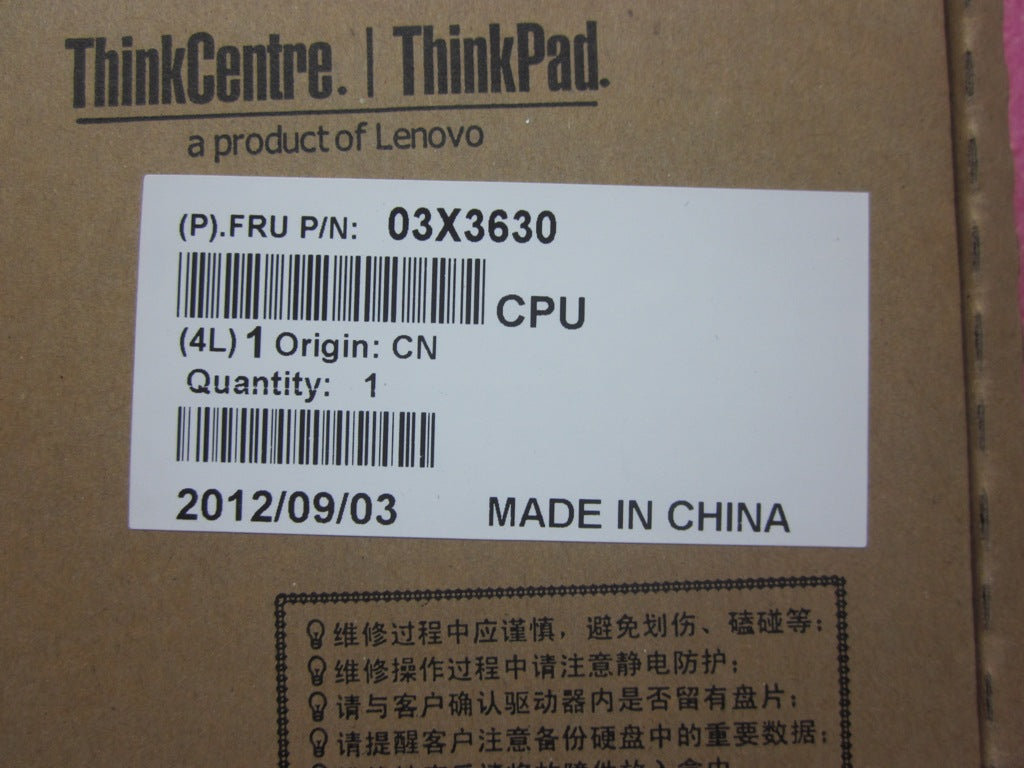 ThinkCentre. | ThinkPad.
a product of Lenovo
(P).FRU P/N: 03X3630
CPU
(4L) 1 Origin: CN
Quantity: 1
2012/09/03 MADE IN CHINA
维修过程中应谨慎，避免划伤、磕碰等；
维修操作过程中请注意静电防护；
请与客户确认驱动器内是否留有盘片；
请提醒客户注意备份硬盘中的重要数据；